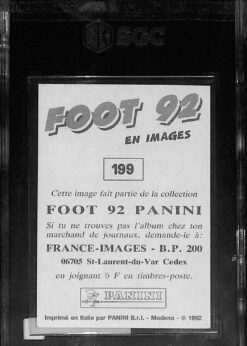 SGC
FOOT 92
EN IMAGES
199
Cette image fait partie de la collection
FOOT 92 PANINI
Si tu ne trouves pas l'album chez ton
marchand de journaux, demande-le à:
FRANCE-IMAGES - B.P. 200
06705 St-Laurent-du-Var Cedex
en joignant F en timbres-poste.
PANINI
Imprimé en Italie par PANINI S.r.l. - Modena - © 1992